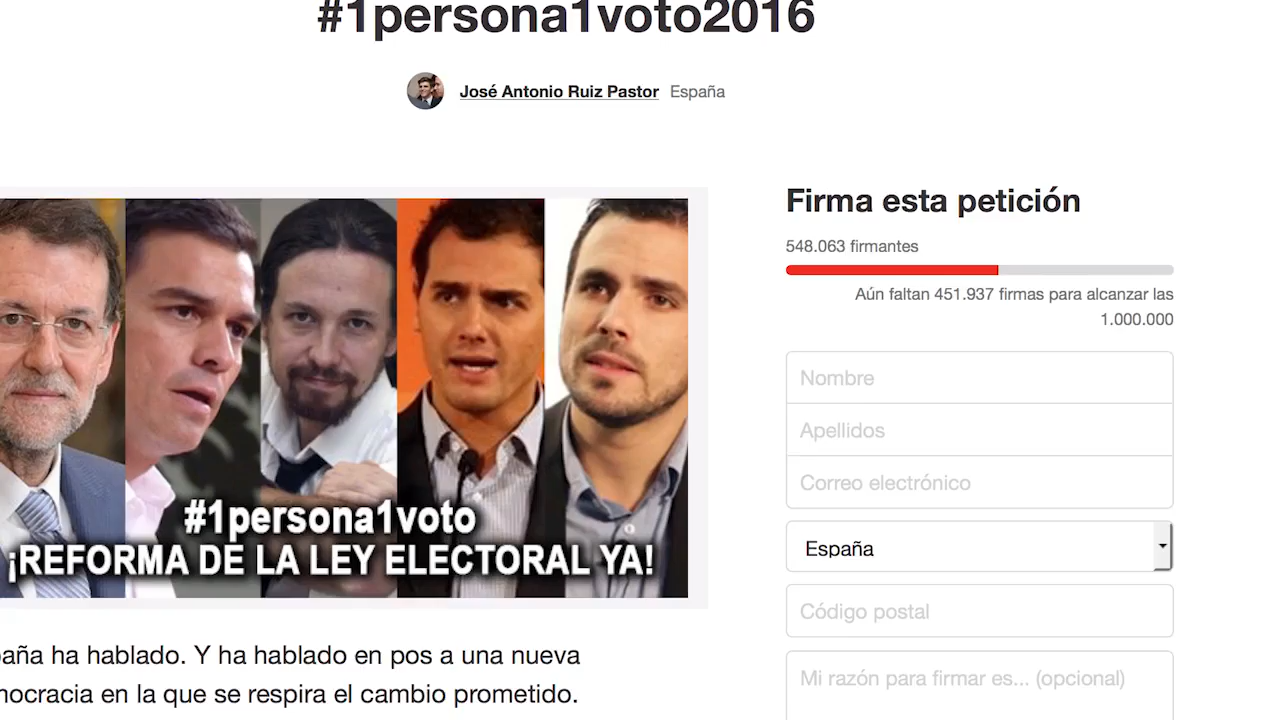 #1persona1voto2016
José Antonio Ruiz Pastor España
#1persona1voto
¡REFORMA DE LA LEY ELECTORAL YA!
ha hablado. Y ha hablado en pos a una nueva
en la que se respira el cambio prometido.
Firma esta petición
548.063 firmantes
Aún faltan 451.937 firmas para alcanzar las
1.000.000
Nombre
Apellidos
Correo electrónico
España
Código postal
Mi razón para firmar es... (opcional)